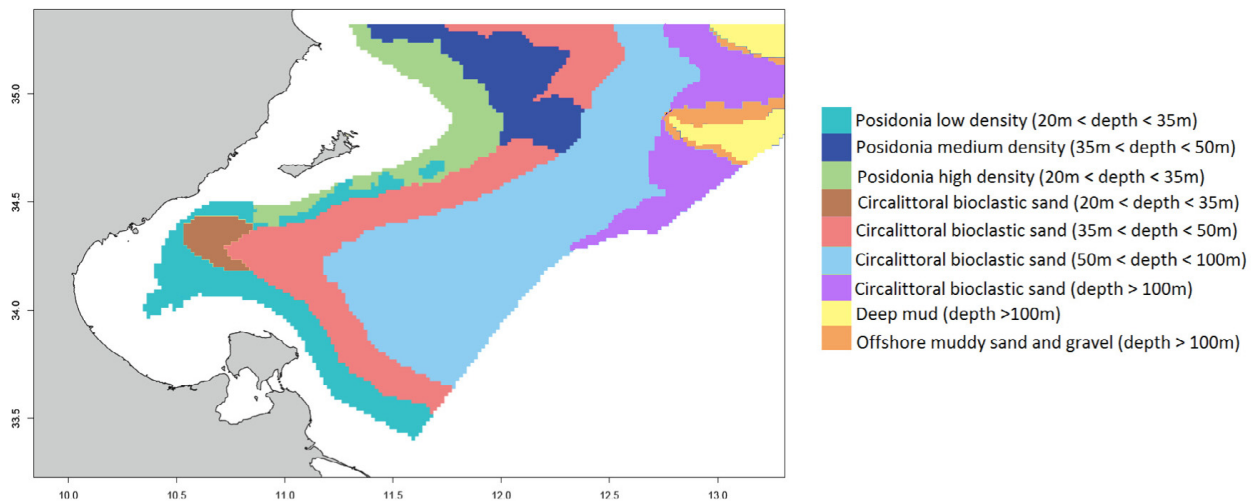 35.0
34.5
34.0
33.5
10.0 10.5 11.0 11.5 12.0 12.5 13.0
Posidonia low density (20m < depth < 35m)
Posidonia medium density (35m < depth < 50m)
Posidonia high density (20m < depth < 35m)
Circalittoral bioclastic sand (20m < depth < 35m)
Circalittoral bioclastic sand (35m < depth < 50m)
Circalittoral bioclastic sand (50m < depth < 100m)
Circalittoral bioclastic sand (depth > 100m)
Deep mud (depth >100m)
Offshore muddy sand and gravel (depth > 100m)